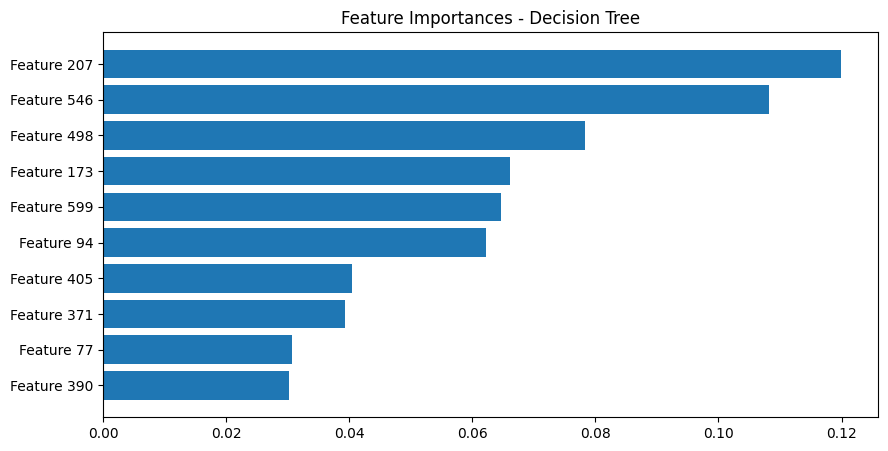 Feature Importances - Decision Tree
Feature 207
Feature 546
Feature 498
Feature 173
Feature 599
Feature 94
Feature 405
Feature 371
Feature 77
Feature 390
0.00 0.02 0.04 0.06 0.08 0.10 0.12